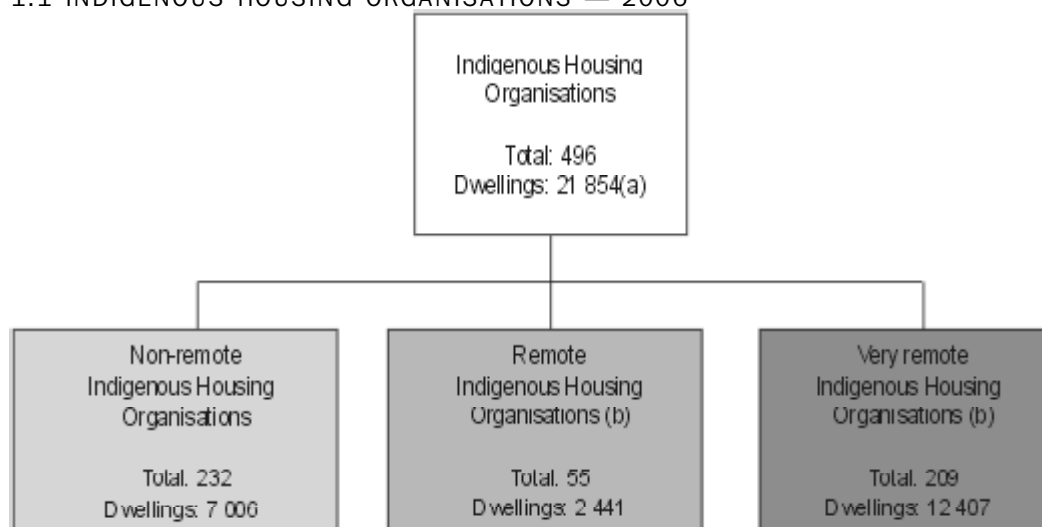 1.1 INDIGENOUS HOUSING ORGANISATIONS — 2006
Indigenous Housing
Organisations
Total: 496
Dwellings: 21 854(a)
Non-remote
Indigenous Housing
Organisations
Total. 232
Dwellings: 7 006
Remote
Indigenous Housing
Organisations (b)
Total. 55
Dwellings: 2 441
Very remote
Indigenous Housing
Organisations (b)
Total. 209
Dwellings: 12 407